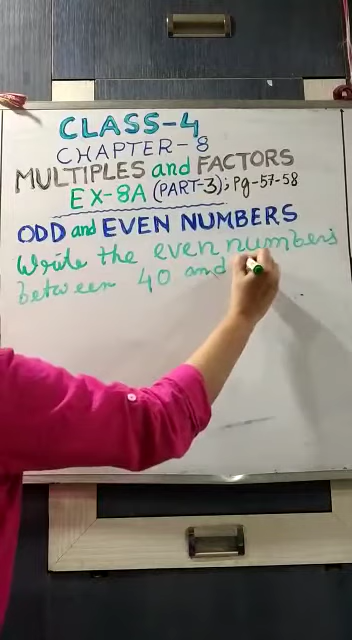 CLASS-4
CHAPTER-8
MULTIPLES and FACTORS
EX-8A (PART-3); Pg-57-58
ODD and EVEN NUMBERS
Write the even numbers
between 40 and